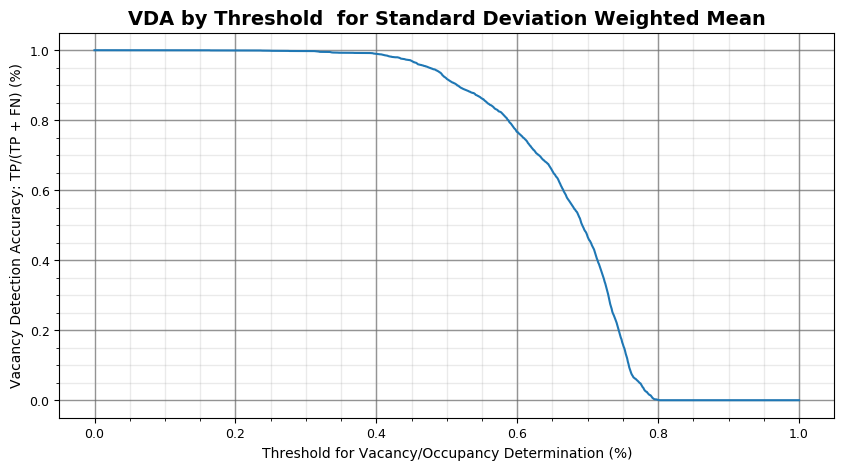 VDA by Threshold  for Standard Deviation Weighted Mean
Vacancy Detection Accuracy: TP/(TP + FN) (%)
1.0
0.8
0.6
0.4
0.2
0.0
0.0 0.2 0.4 0.6 0.8 1.0
Threshold for Vacancy/Occupancy Determination (%)